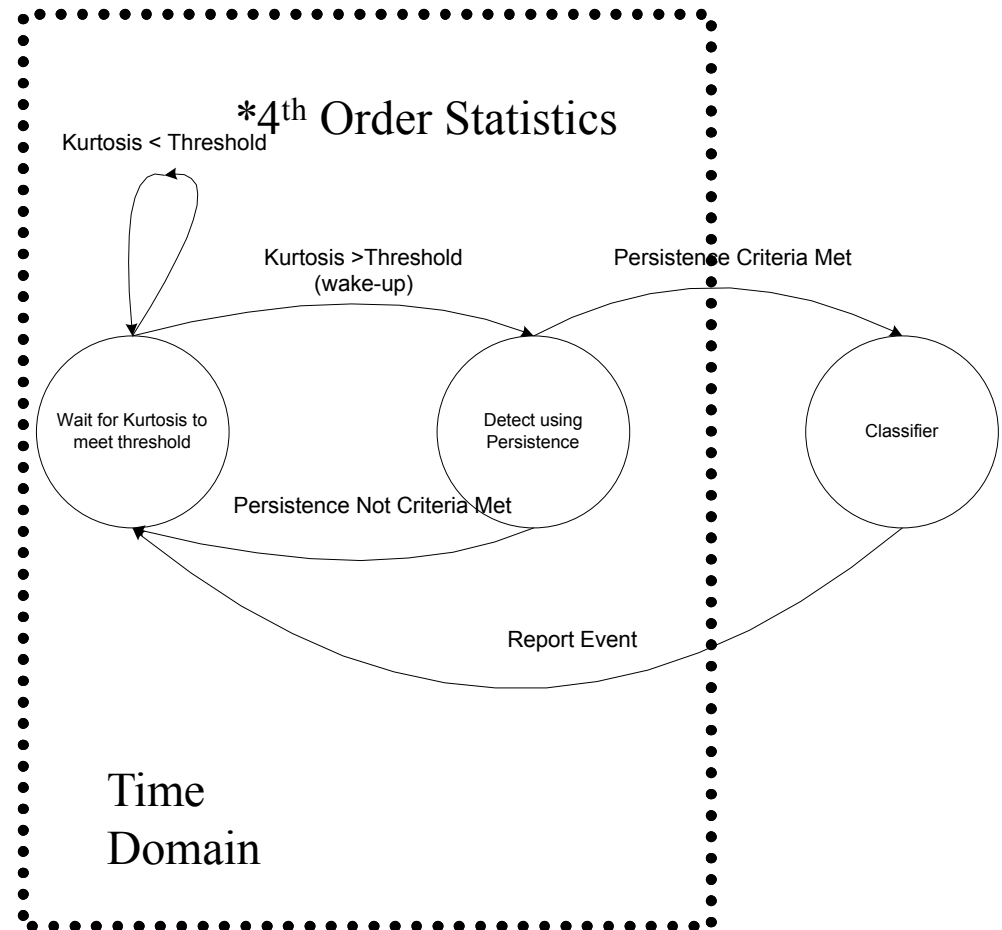 *4th Order Statistics
Kurtosis < Threshold
Kurtosis >Threshold
(wake-up)
Persistence Criteria Met
Wait for Kurtosis to
meet threshold
Detect using
Persistence
Classifier
Persistence Not Criteria Met
Report Event
Time
Domain